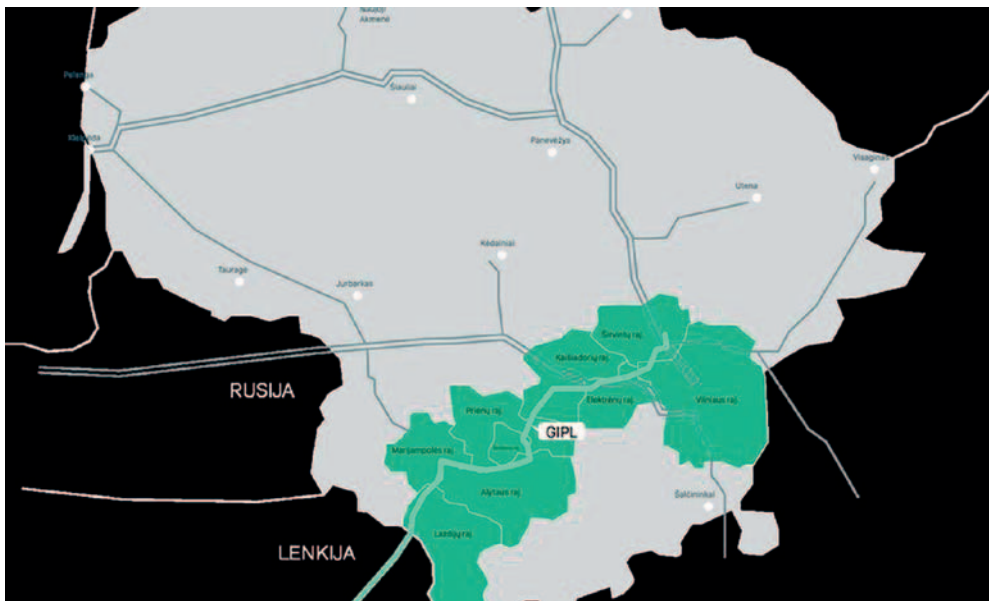 Naujoji
Akmenė
Palanga
Šiauliai
Klaipėda
Panevėžys
Visaginas
Utena
Kėdainiai
Tauragė
Jurbarkas
Širvintų raj.
Kaišiadorių raj.
RUSIJA
Elektrėnų raj.
Vilniaus raj.
Prienų raj.
GIPL
Marijampolės raj.
Alytaus raj.
Šalčininkai
Lazdijų raj.
LENKIJA